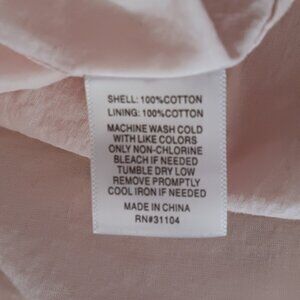 SHELL: 100%COTTON
LINING: 100%COTTON
MACHINE WASH COLD
WITH LIKE COLORS
ONLY NON-CHLORINE
BLEACH IF NEEDED
TUMBLE DRY LOW
REMOVE PROMPTLY
COOL IRON IF NEEDED
MADE IN CHINA
RN#31104